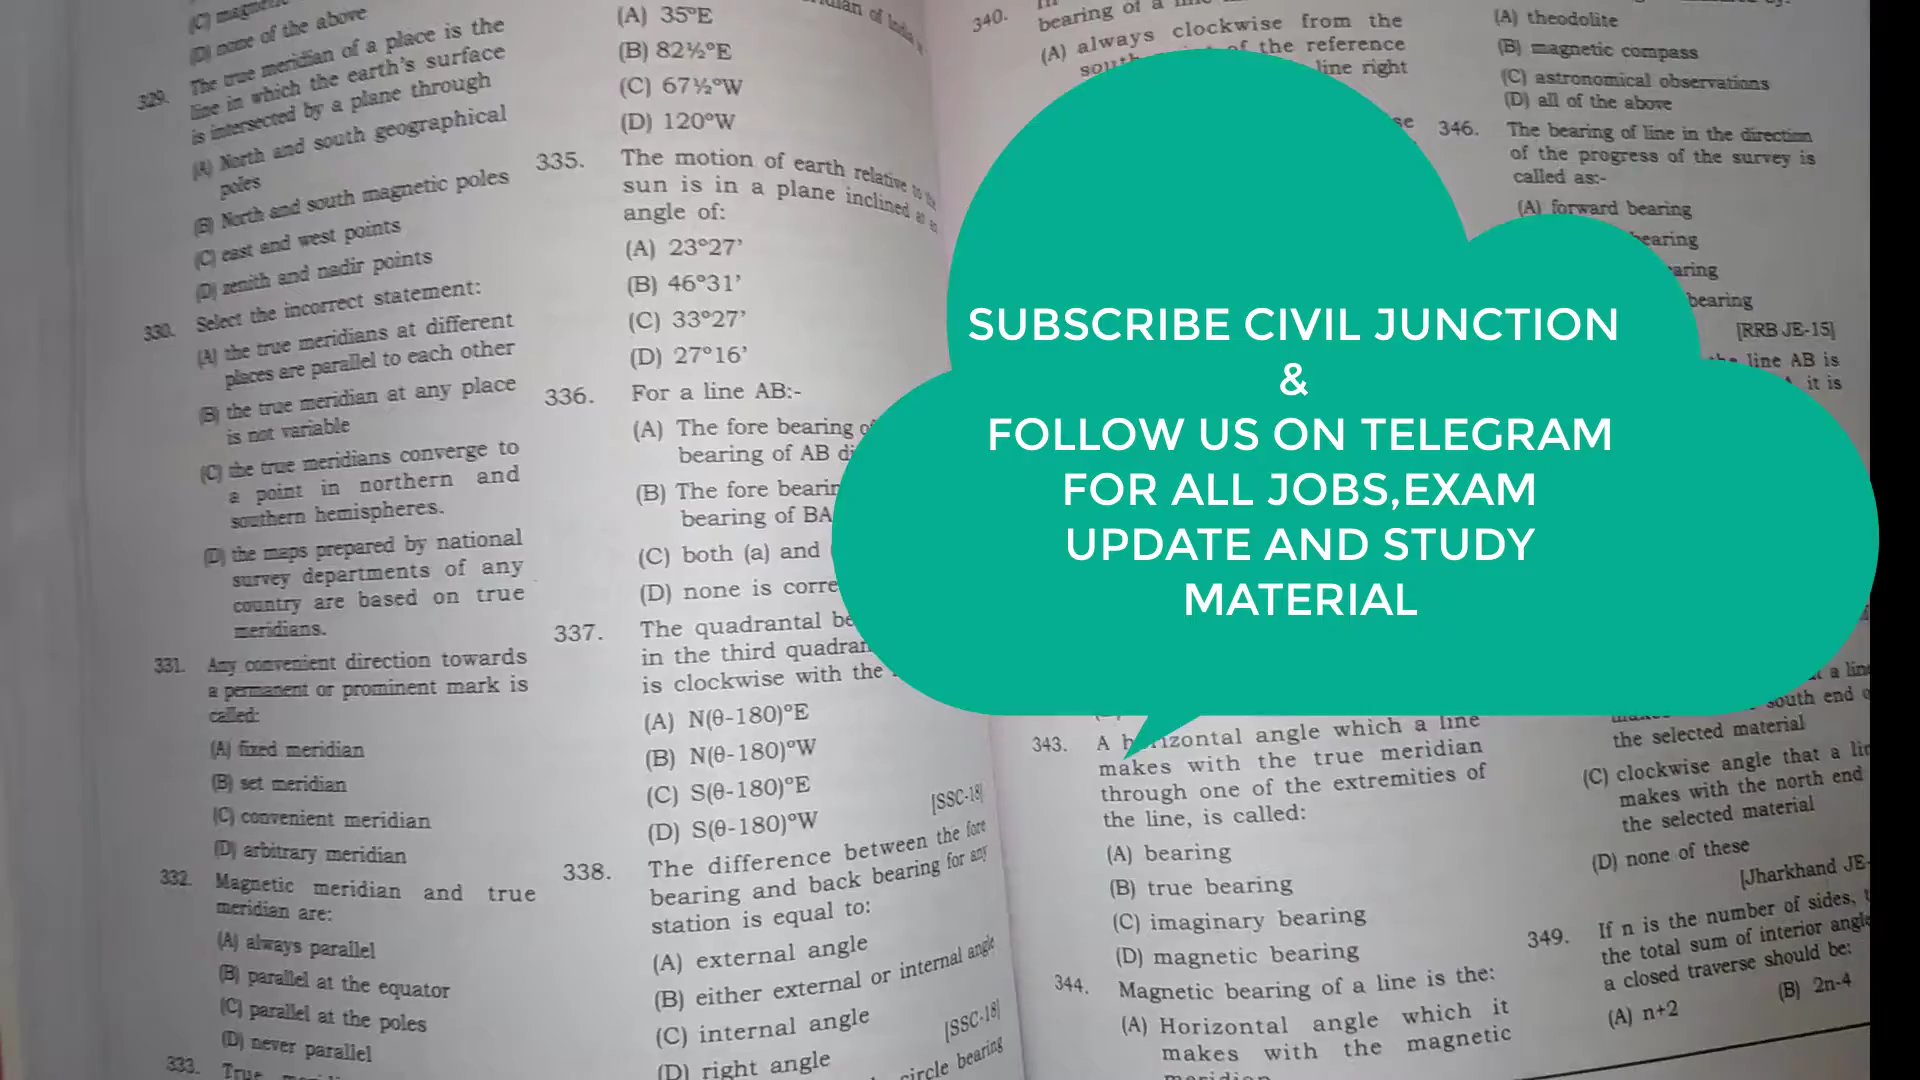 (C) magnetic
(D) none of the above
329. The true meridian of a place is the
line in which the earth's surface
is intersected by a plane through
(A) North and south geographical
poles
(B) North and south magnetic poles
(C) east and west points
(D) zenith and nadir points
330. Select the incorrect statement:
(A) the true meridians at different
places are parallel to each other
(B) the true meridian at any place
is not variable
(C) the true meridians converge to
a point in northern and
southern hemispheres.
(D) the maps prepared by national
survey departments of any
country are based on true
meridians.
331. Any convenient direction towards
a permanent or prominent mark is
called:
(A) fixed meridian
(B) set meridian
(C) convenient meridian
(D) arbitrary meridian
332. Magnetic meridian and true
meridian are:
(A) always parallel
(B) parallel at the equator
(C) parallel at the poles
(D) never parallel
333. True
of India
(A) 35°E
(B) 82½°E
(C) 67½°W
(D) 120°W
335. The motion of earth relative to the
sun is in a plane inclined at an
angle of:
(A) 23°27'
(B) 46°31'
(C) 33°27'
(D) 27°16'
336. For a line AB:-
(A) The fore bearing of
bearing of AB
(B) The fore
bearing of BA
(C) both (a) and
(D) none is
337. The quadrantal
in the third
is clockwise with the
(A) N(θ-180)°E
(B) N(θ-180)°W
(C) S(θ-180)°E
(D) S(θ-180)°W
[SSC-18]
338. The difference between the fore
bearing and back bearing for any
station is equal to:
(A) external angle
(B) either external or internal angle
(C) internal angle
(D) right angle
[SSC-18]
circle bearing
340.
bearing of a
(A) always clockwise from the
of the reference
line right
SUBSCRIBE CIVIL JUNCTION
&
FOLLOW US ON TELEGRAM
FOR ALL JOBS,EXAM
UPDATE AND STUDY
MATERIAL
343. A horizontal angle which a line
makes with the true meridian
through one of the extremities of
the line, is called:
(A) bearing
(B) true bearing
(C) imaginary bearing
(D) magnetic bearing
344. Magnetic bearing of a line is the:
(A) Horizontal angle which it
makes with the magnetic
(A) theodolite
(B) magnetic compass
(C) astronomical observations
(D) all of the above
346. The bearing of line in the direction
of the progress of the survey is
called as:-
(A) forward bearing
bearing
bearing
[RRB JE-15]
line AB is
it is
a line
south end
the selected material
(C) clockwise angle that a
makes with the north end
the selected material
(D) none of these
[Jharkhand JE-
349. If n is the number of sides,
the total sum of interior
a closed traverse should be:
(A) n+2 (B) 2n-4